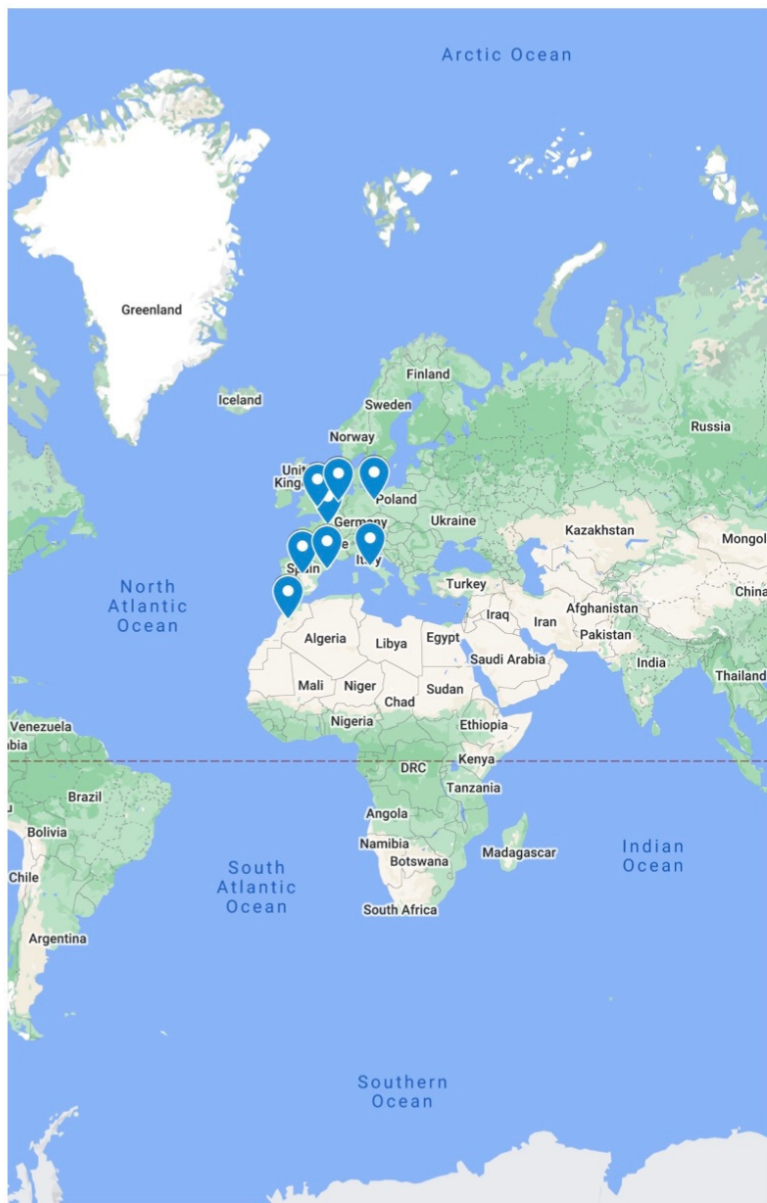 Arctic Ocean
Greenland
Finland
Iceland
Sweden
Russia
Norway
Poland
Germany
Ukraine
Kazakhstan
Italy
Spain
North
Atlantic
Ocean
Turkey
Afghanistan
Iraq
Iran
Pakistan
Algeria
Libya
Egypt
Saudi Arabia
India
Thailand
Mali
Niger
Chad
Sudan
Nigeria
Ethiopia
Venezuela
DRC
Kenya
Tanzania
Brazil
Angola
Bolivia
Namibia
Botswana
Madagascar
Indian
Ocean
Chile
South
Atlantic
Ocean
South Africa
Argentina
China
Mongol
bia
Southern
Ocean